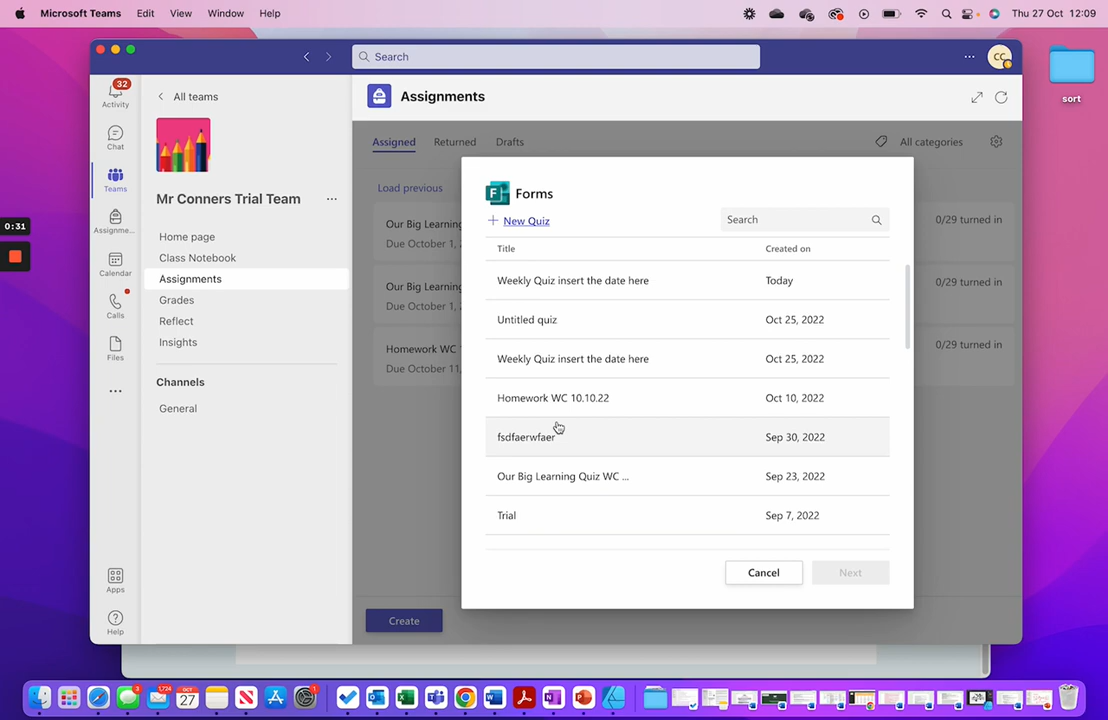 Microsoft Teams Edit View Window Help
Thu 27 Oct 12:09
Search
CC
sort
32
Activity
Chat
Teams
Assignme...
Calendar
Calls
Files
Apps
Help
0:31
All teams
Mr Conners Trial Team
Home page
Class Notebook
Assignments
Grades
Reflect
Insights
Channels
General
Assignments
Assigned Returned Drafts
All categories
Load previous
Our Big Learning
Due October 1, 2
0/29 turned in
Our Big Learning
Due October 1, 2
0/29 turned in
Homework WC 1
Due October 11,
0/29 turned in
Create
F Forms
New Quiz
Search
Title Created on
Weekly Quiz insert the date here Today
Untitled quiz Oct 25, 2022
Weekly Quiz insert the date here Oct 25, 2022
Homework WC 10.10.22 Oct 10, 2022
fsdfaerwfaer Sep 30, 2022
Our Big Learning Quiz WC ... Sep 23, 2022
Trial Sep 7, 2022
Cancel Next